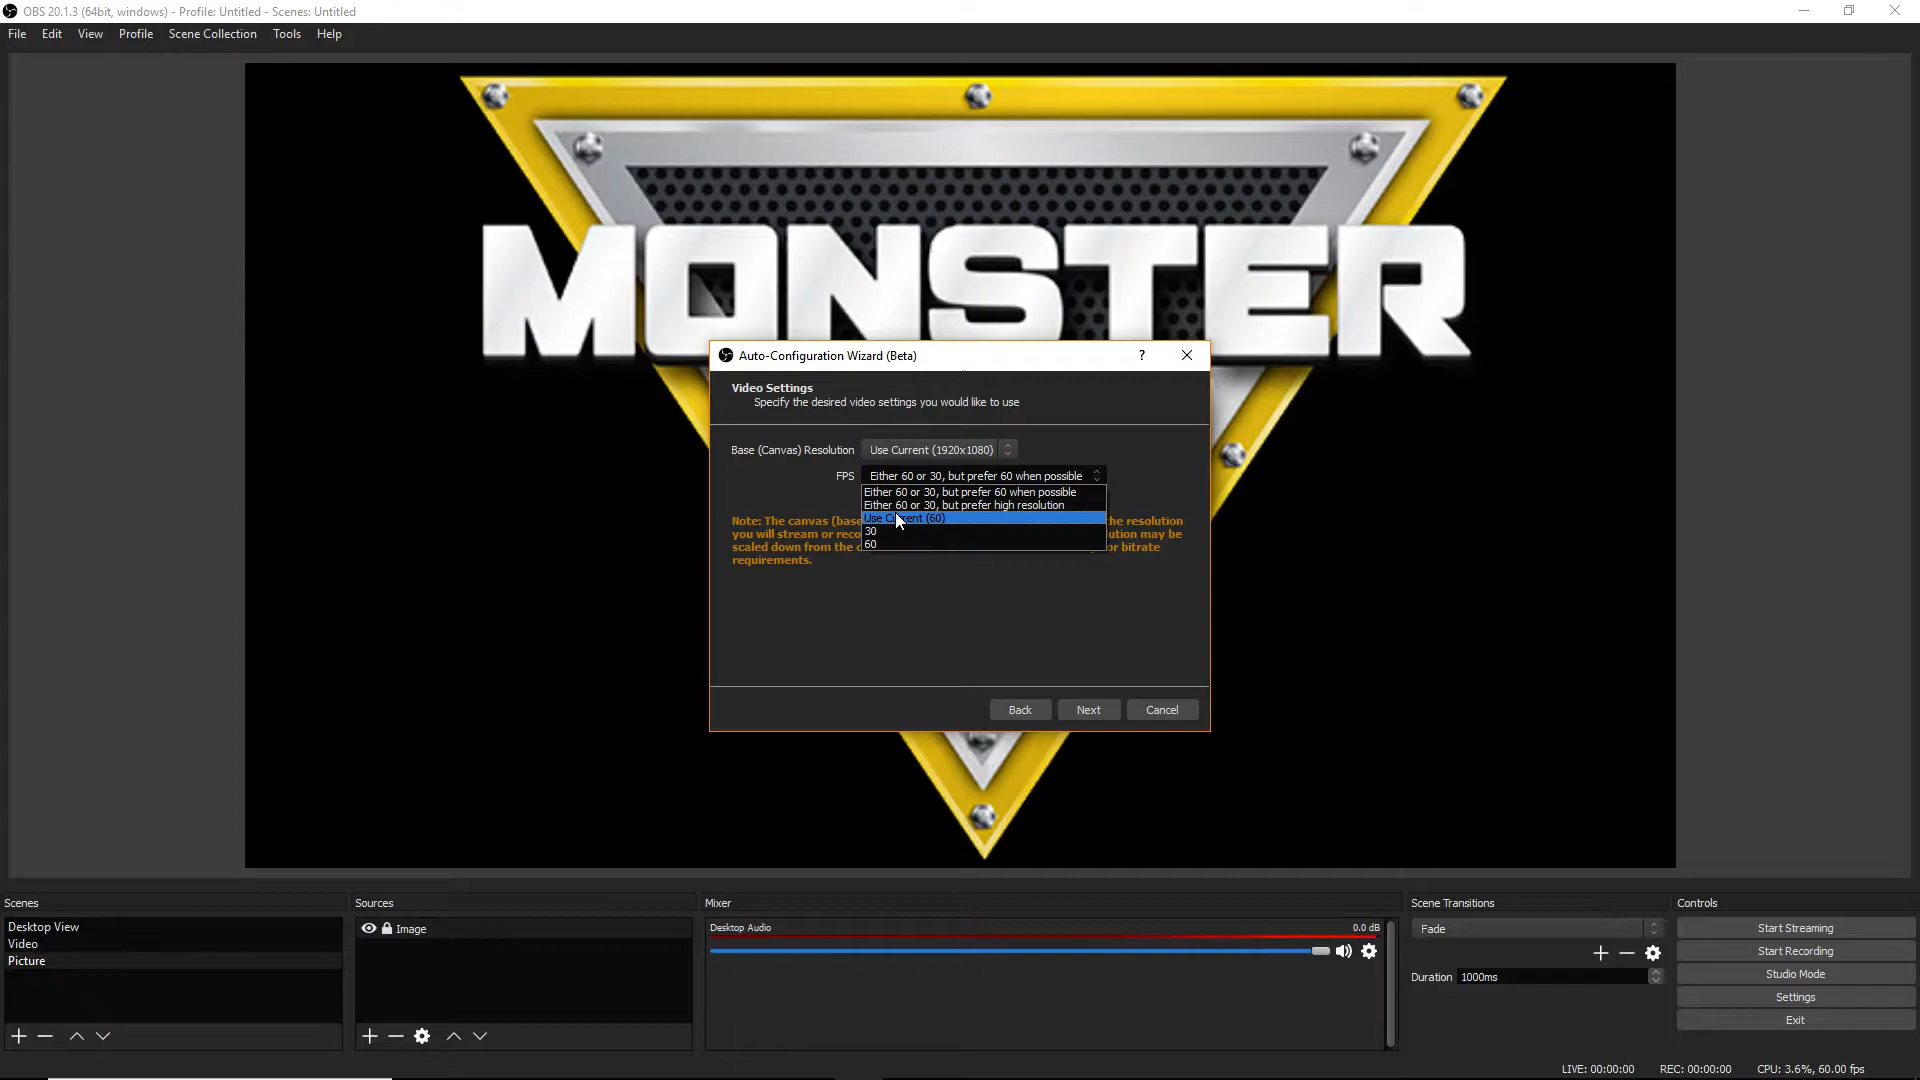 OBS 20.1.3 (64bit, windows) - Profile: Untitled - Scenes: Untitled
File Edit View Profile Scene Collection Tools Help
MONSTER
Auto-Configuration Wizard (Beta) ?
Video Settings
Specify the desired video settings you would like to use
Base (Canvas) Resolution Use Current (1920x1080)
FPS Either 60 or 30, but prefer 60 when possible
Either 60 or 30, but prefer 60 when possible
Either 60 or 30, but prefer high resolution
Use Current (60)
30
60
Note: The canvas (base the resolution
you will stream or reco ution may be
scaled down from the c or bitrate
requirements.
Back Next Cancel
Scenes
Desktop View
Video
Picture
Sources
Image
Mixer
Desktop Audio 0.0 dB
Scene Transitions
Fade
Duration 1000ms
Controls
Start Streaming
Start Recording
Studio Mode
Settings
Exit
LIVE: 00:00:00 REC: 00:00:00 CPU: 3.6%, 60.00 fps